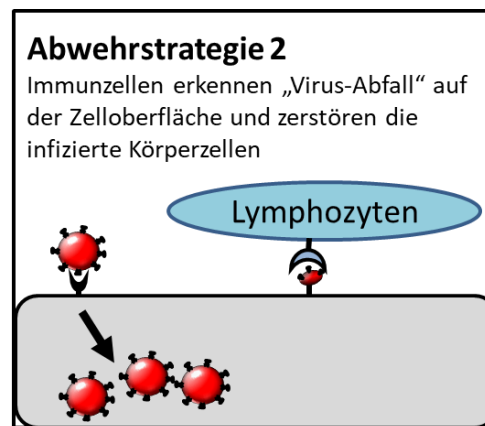 Abwehrstrategie 2
Immunzellen erkennen „Virus-Abfall“ auf
der Zelloberfläche und zerstören die
infizierte Körperzellen
Lymphozyten